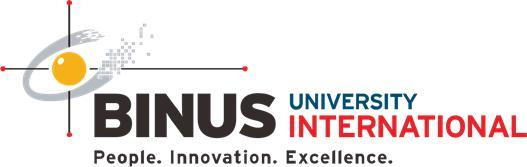 BINUS UNIVERSITY
INTERNATIONAL
People. Innovation. Excellence.